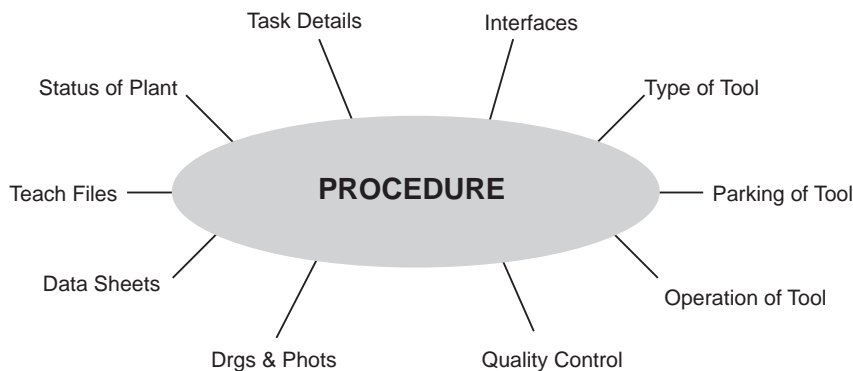 Task Details
Interfaces
Status of Plant
Type of Tool
Teach Files
PROCEDURE
Parking of Tool
Data Sheets
Operation of Tool
Drgs & Phots
Quality Control